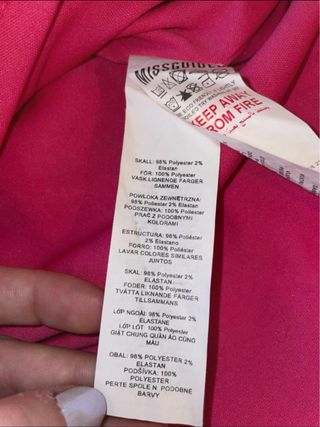 MISSGUIDED
KEEP AWAY
FROM FIRE
SKALL: 98% Polyester 2%
Elastan
FÔR: 100% Polyester
VASK LIGNENDE FARGER
SAMMEN
POWŁOKA ZEWNĘTRZNA:
98% Poliester 2% Elastan
PODSZEWKA: 100% Poliester
PRAĆ Z PODOBNYMI
KOLORAMI
ESTRUCTURA: 98% Poliéster
2% Elastano
FORRO: 100% Poliéster
LAVAR COLORES SIMILARES
JUNTOS
SKAL: 98% Polyester 2%
ELASTAN
FODER: 100% Polyester
TVÄTTA LIKNANDE FÄRGER
TILLSAMMANS
LỚP NGOÀI: 98% Polyester 2%
ELASTANE
LỚP LÓT: 100% Polyester
GIẶT CHUNG QUẦN ÁO CÙNG
MÀU
OBAL: 98% POLYESTER 2%
ELASTAN
PODŠÍVKA: 100%
POLYESTER
PERTE SPOLE N. PODOBNÉ
BARVY